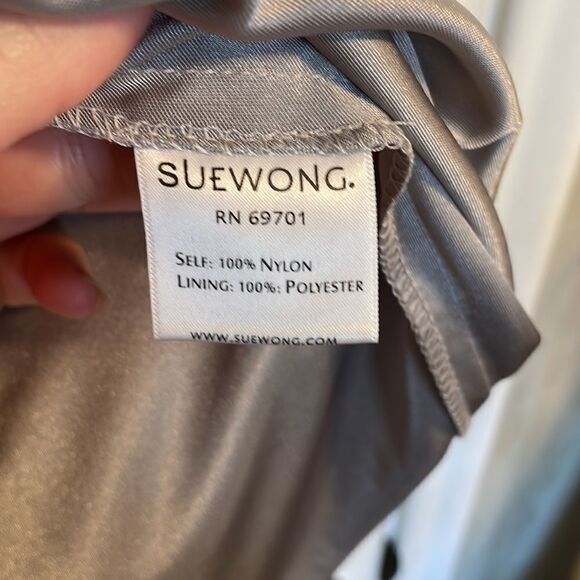 SUEWONG.
RN 69701
SELF: 100% NYLON
LINING: 100%: POLYESTER
WWW.SUEWONG.COM